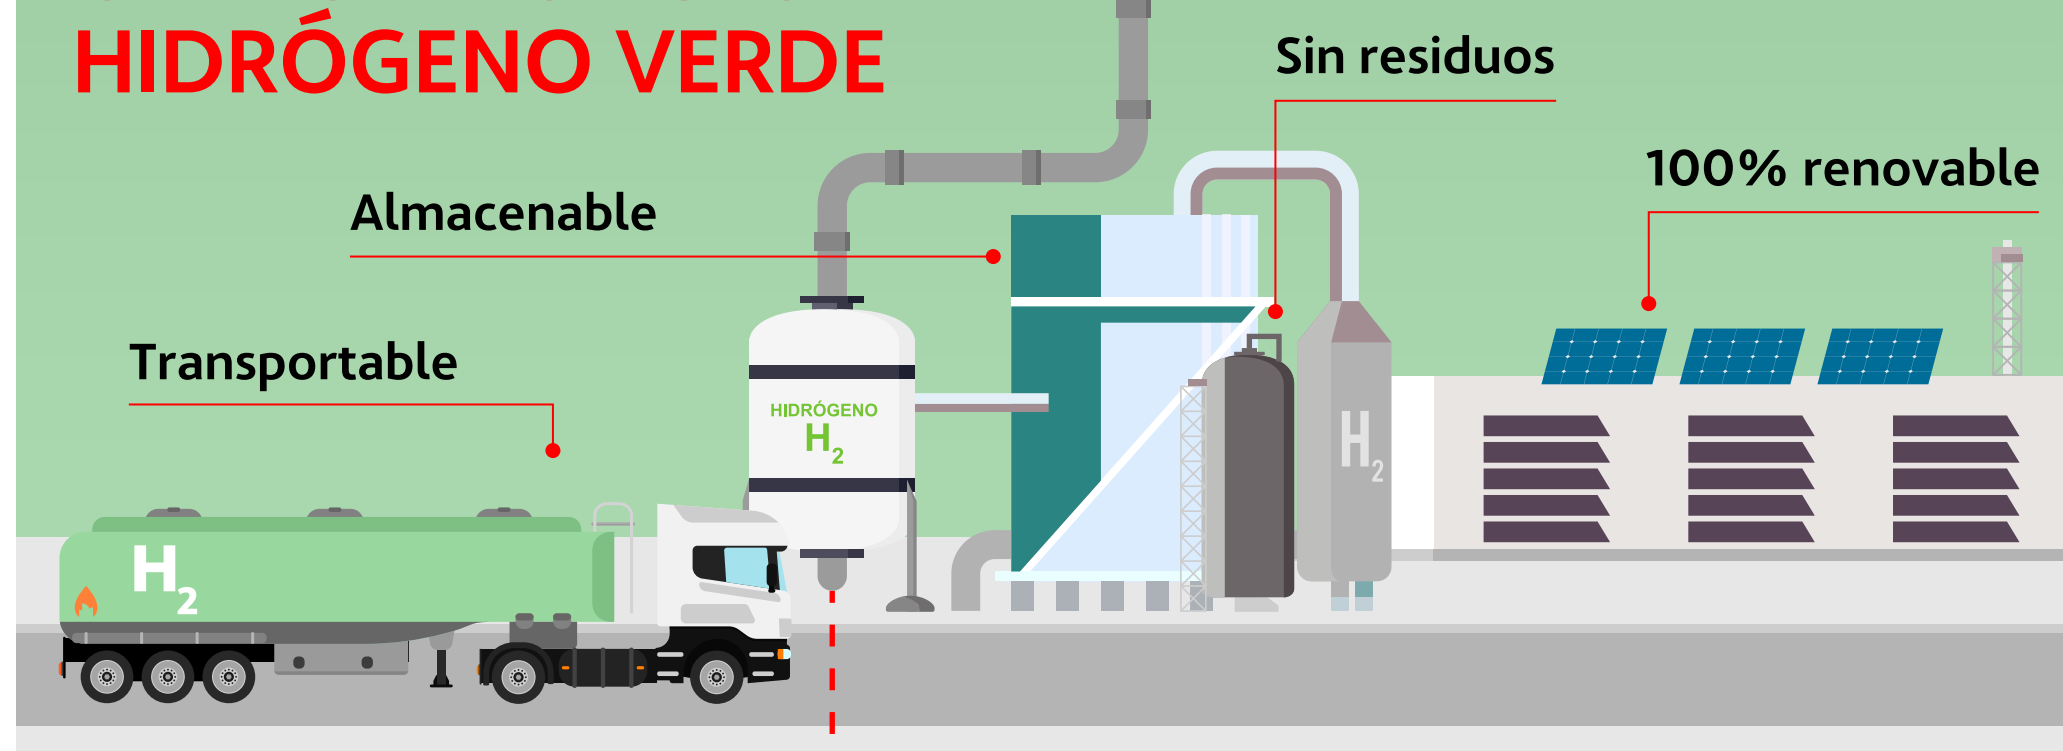 HIDRÓGENO VERDE
Sin residuos
100% renovable
Almacenable
Transportable
HIDRÓGENO
H2
H2
H2